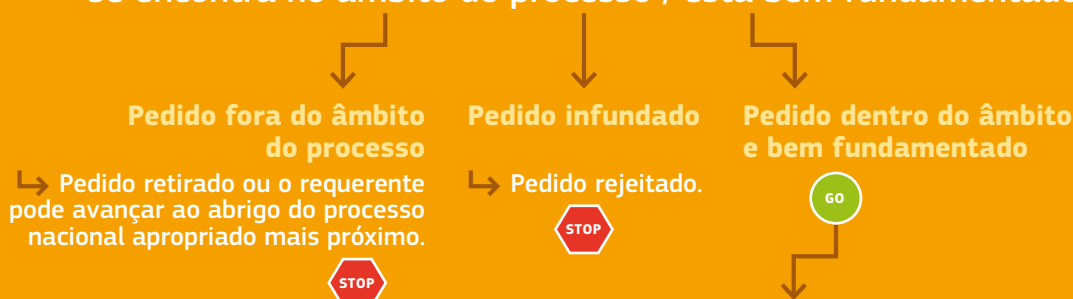 se encontra no âmbito do processo / está bem fundamentado
Pedido fora do âmbito
do processo
Pedido retirado ou o requerente
pode avançar ao abrigo do processo
nacional apropriado mais próximo.
STOP
Pedido infundado
Pedido rejeitado.
STOP
Pedido dentro do âmbito
e bem fundamentado
GO